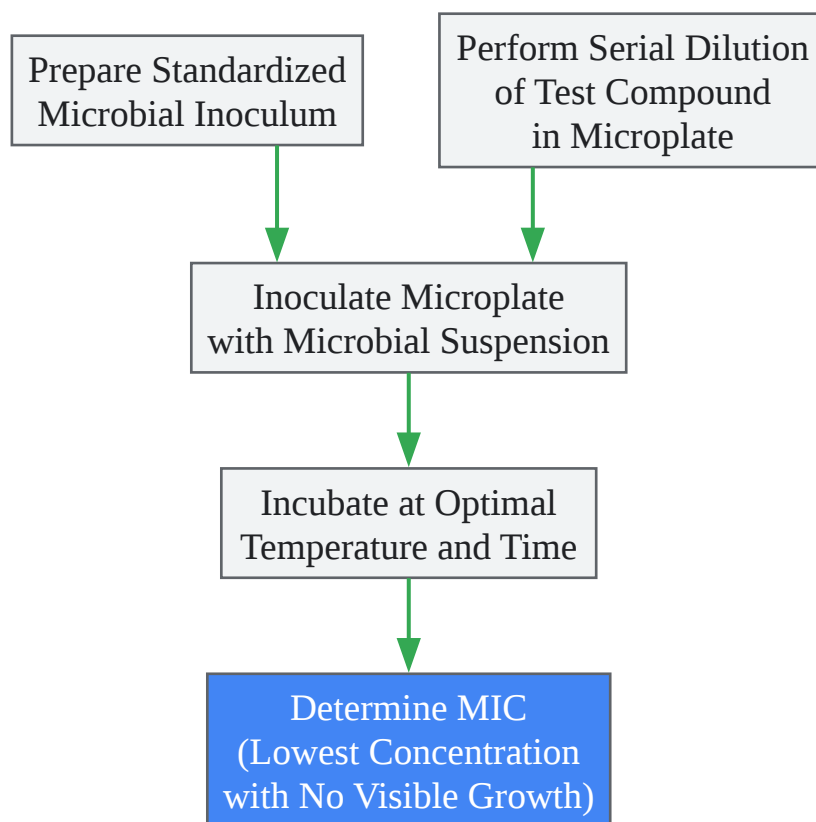 Prepare Standardized
Microbial Inoculum
Perform Serial Dilution
of Test Compound
in Microplate
Inoculate Microplate
with Microbial Suspension
Incubate at Optimal
Temperature and Time
Determine MIC
(Lowest Concentration
with No Visible Growth)